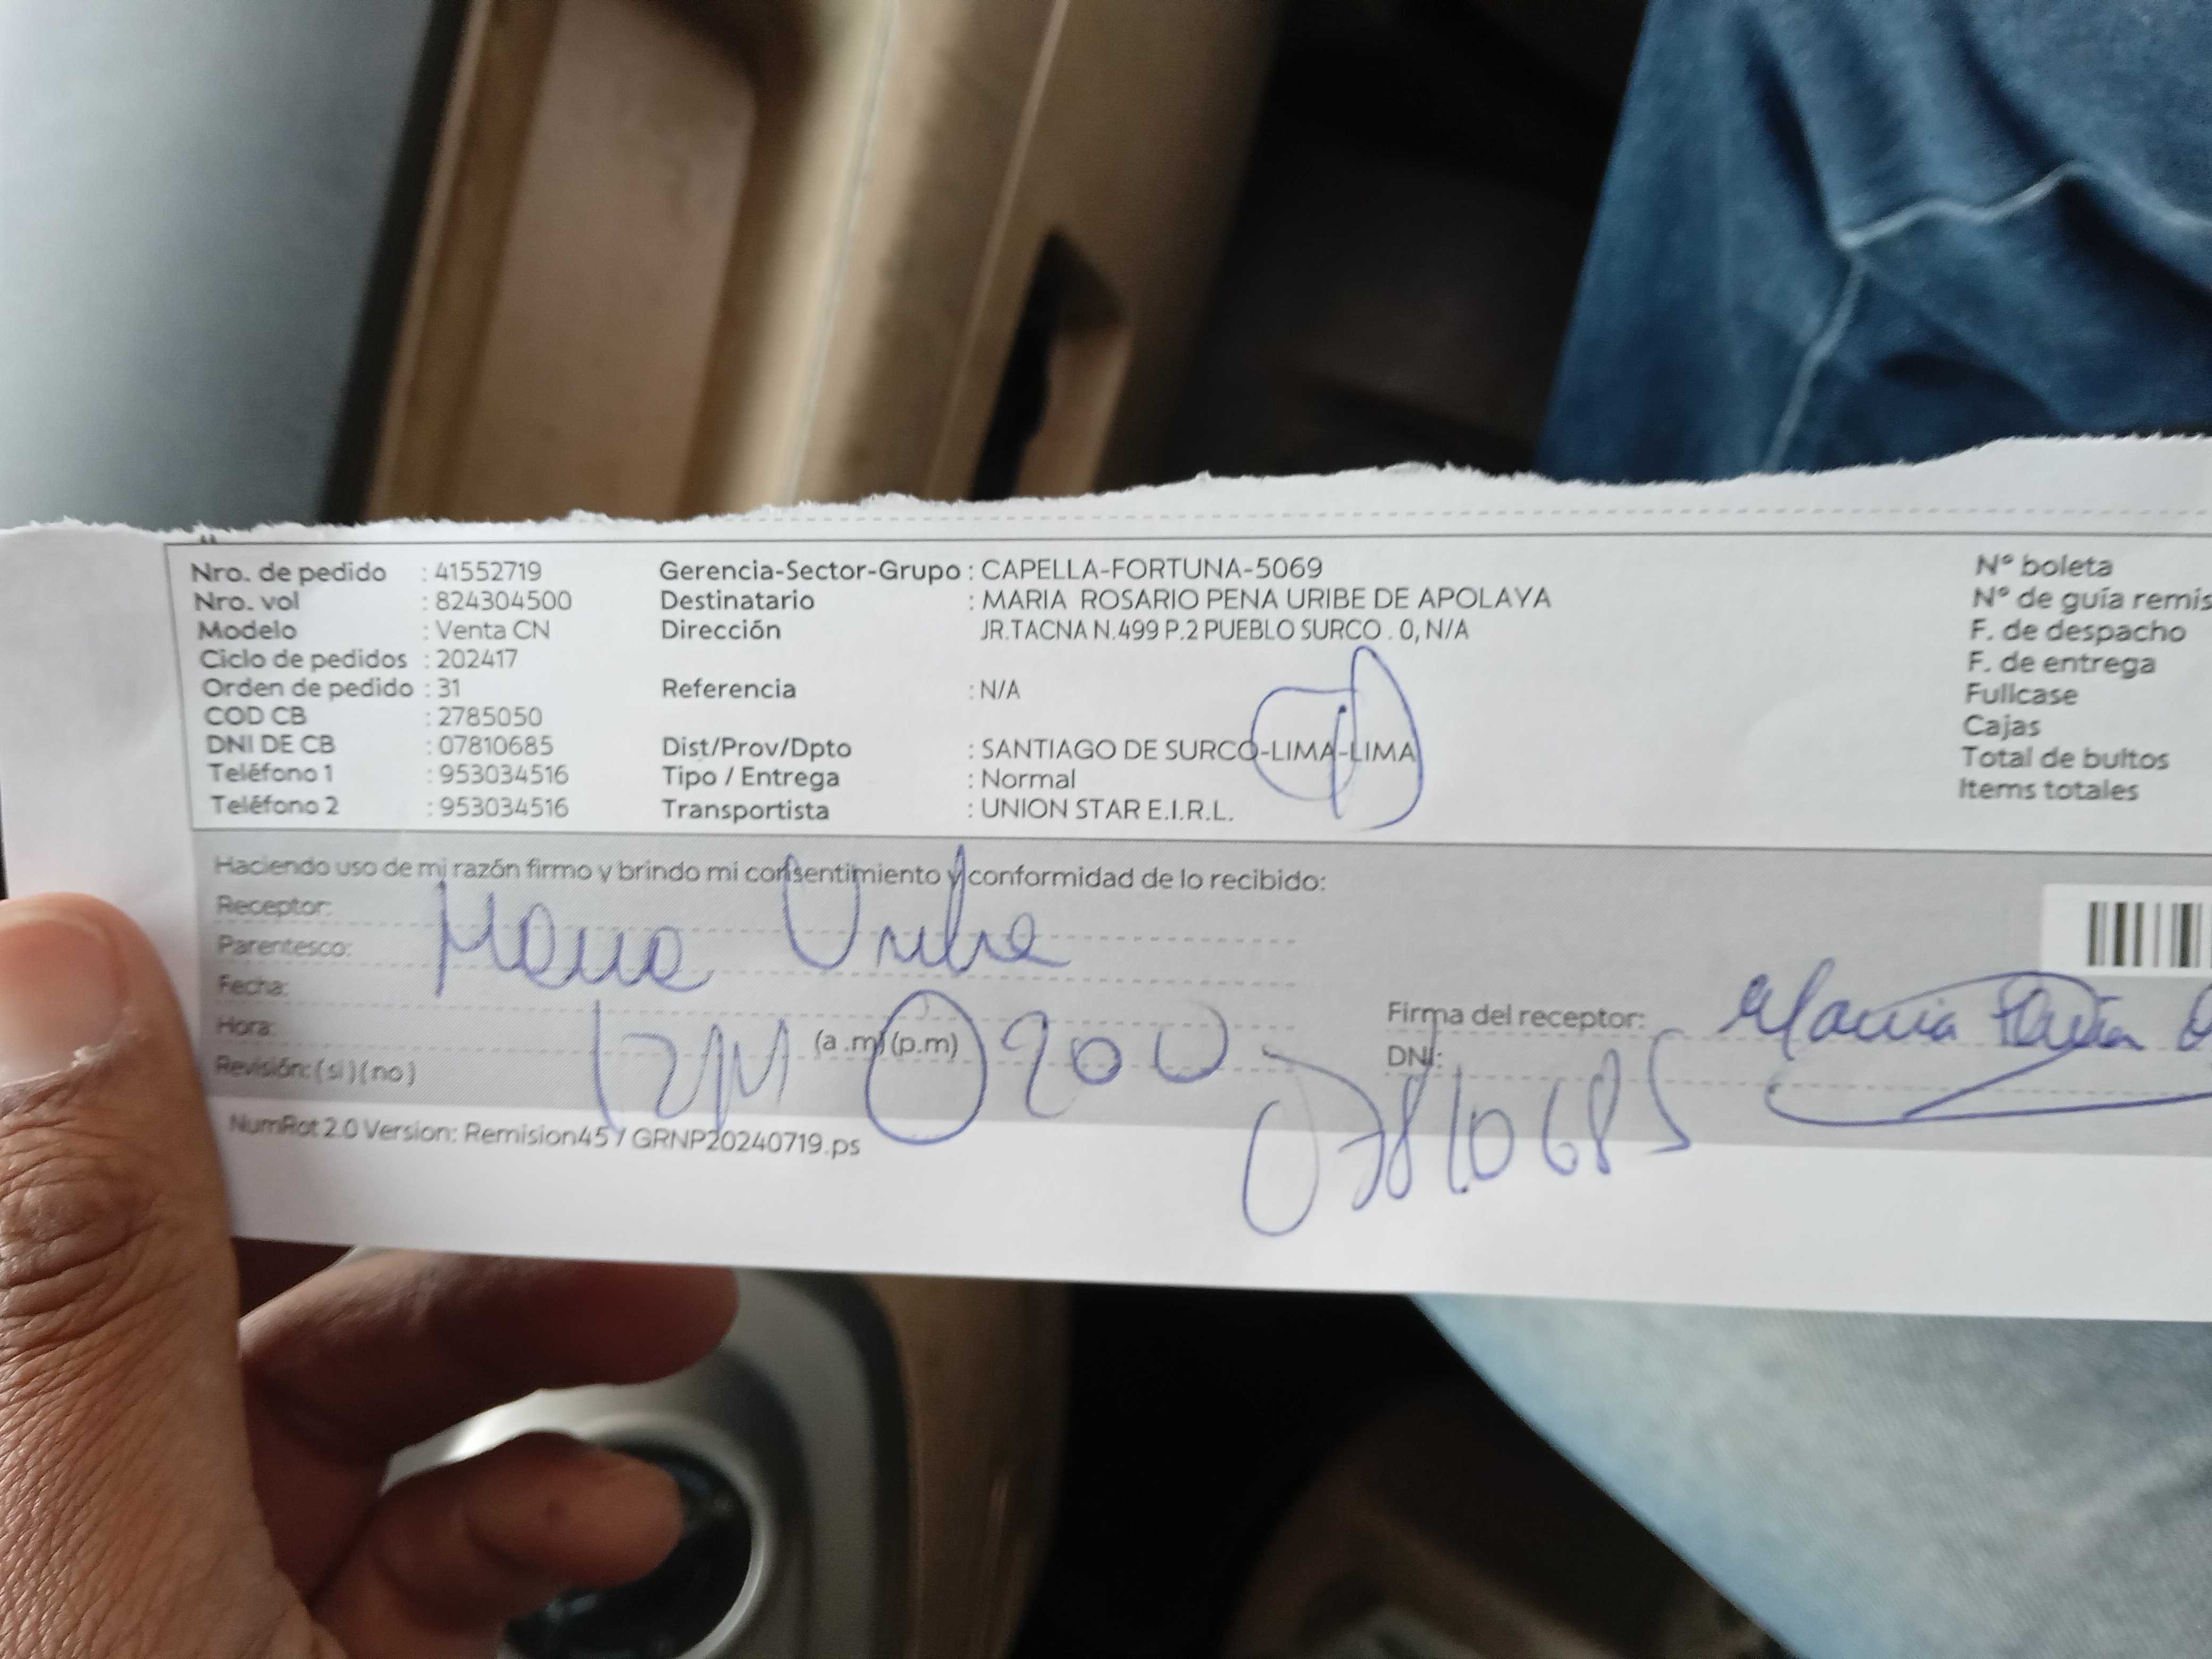 Nro. de pedido : 41552719 Gerencia-Sector-Grupo : CAPELLA-FORTUNA-5069 N° boleta
Nro. vol : 824304500 Destinatario : MARIA ROSARIO PENA URIBE DE APOLAYA N° de guía remis
Modelo : Venta CN Dirección JR.TACNA N.499 P.2 PUEBLO SURCO . 0, N/A F. de despacho
Ciclo de pedidos : 202417 F. de entrega
Orden de pedido : 31 Referencia : N/A Fullcase
COD CB : 2785050 Cajas
DNI DE CB : 07810685 Dist/Prov/Dpto : SANTIAGO DE SURCO-LIMA-LIMA Total de bultos
Teléfono 1 : 953034516 Tipo / Entrega : Normal Items totales
Teléfono 2 : 953034516 Transportista : UNION STAR E.I.R.L.
Haciendo uso de mi razón firmo y brindo mi consentimiento y conformidad de lo recibido:
Receptor:
Parentesco: Maria Uribe
Fecha:
Hora: (a .m) (p.m) Firma del receptor: Maria Peña
Revisión: ( si ) ( no ) DNI: 07810685
NumRot 2.0 Version: Remision45 / GRNP20240719.ps